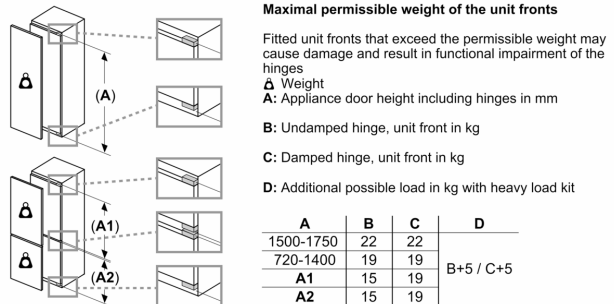 (A)
(A1)
(A2)
Maximal permissible weight of the unit fronts
Fitted unit fronts that exceed the permissible weight may
cause damage and result in functional impairment of the
hinges
Weight
A: Appliance door height including hinges in mm
B: Undamped hinge, unit front in kg
C: Damped hinge, unit front in kg
D: Additional possible load in kg with heavy load kit
A B C D
1500-1750 22 22
720-1400 19 19
B+5 / C+5
A1 15 19
A2 15 19